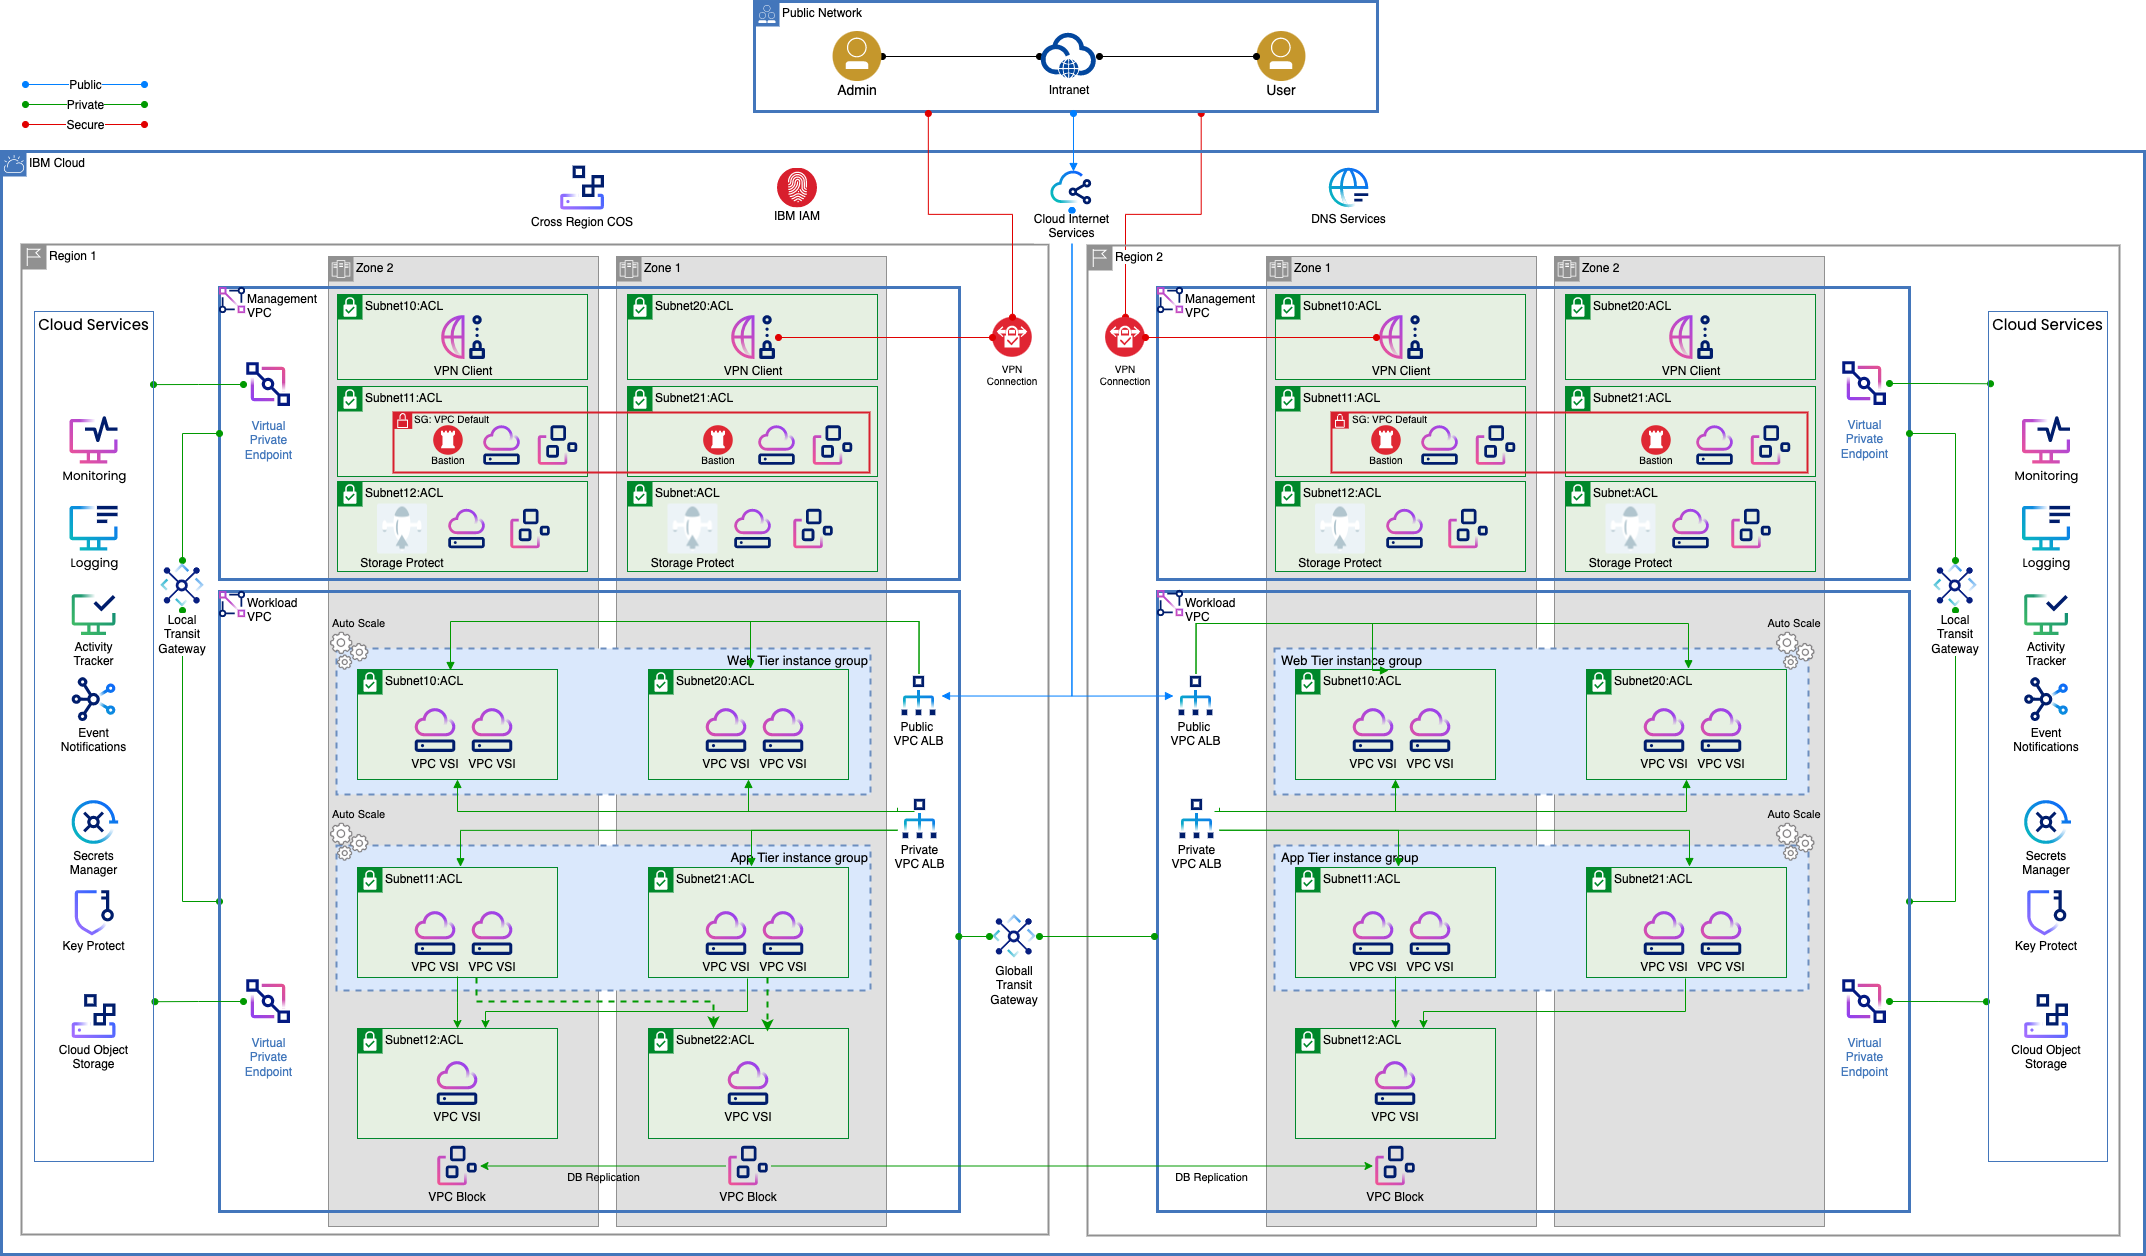 Public Network
Admin
Intranet
User
Public
Private
Secure
IBM Cloud
Cross Region COS
IBM IAM
Cloud Internet
Services
DNS Services
Region 1
Cloud Services
Monitoring
Logging
Activity
Tracker
Event
Notifications
Secrets
Manager
Key Protect
Cloud Object
Storage
Local
Transit
Gateway
Zone 2
Zone 1
Management
VPC
Virtual
Private
Endpoint
Subnet10:ACL
VPN Client
Subnet20:ACL
VPN Client
Subnet11:ACL
Subnet21:ACL
SG: VPC Default
Bastion
Bastion
Subnet12:ACL
Storage Protect
Subnet:ACL
Storage Protect
VPN
Connection
Workload
VPC
Auto Scale
Web Tier instance group
Subnet10:ACL
VPC VSI
VPC VSI
Subnet20:ACL
VPC VSI
VPC VSI
Public
VPC ALB
Auto Scale
App Tier instance group
Private
VPC ALB
Subnet11:ACL
VPC VSI
VPC VSI
Subnet21:ACL
VPC VSI
VPC VSI
Virtual
Private
Endpoint
Subnet12:ACL
VPC VSI
Subnet22:ACL
VPC VSI
VPC Block
DB Replication
VPC Block
Globall
Transit
Gateway
DB Replication
Region 2
Zone 1
Zone 2
VPN
Connection
Management
VPC
Subnet10:ACL
VPN Client
Subnet20:ACL
VPN Client
Subnet11:ACL
Subnet21:ACL
SG: VPC Default
Bastion
Bastion
Subnet12:ACL
Storage Protect
Subnet:ACL
Storage Protect
Virtual
Private
Endpoint
Workload
VPC
Auto Scale
Web Tier instance group
Public
VPC ALB
Subnet10:ACL
VPC VSI
VPC VSI
Subnet20:ACL
VPC VSI
VPC VSI
Auto Scale
Private
VPC ALB
App Tier instance group
Subnet11:ACL
VPC VSI
VPC VSI
Subnet21:ACL
VPC VSI
VPC VSI
Subnet12:ACL
VPC VSI
VPC Block
Virtual
Private
Endpoint
Local
Transit
Gateway
Cloud Services
Monitoring
Logging
Activity
Tracker
Event
Notifications
Secrets
Manager
Key Protect
Cloud Object
Storage